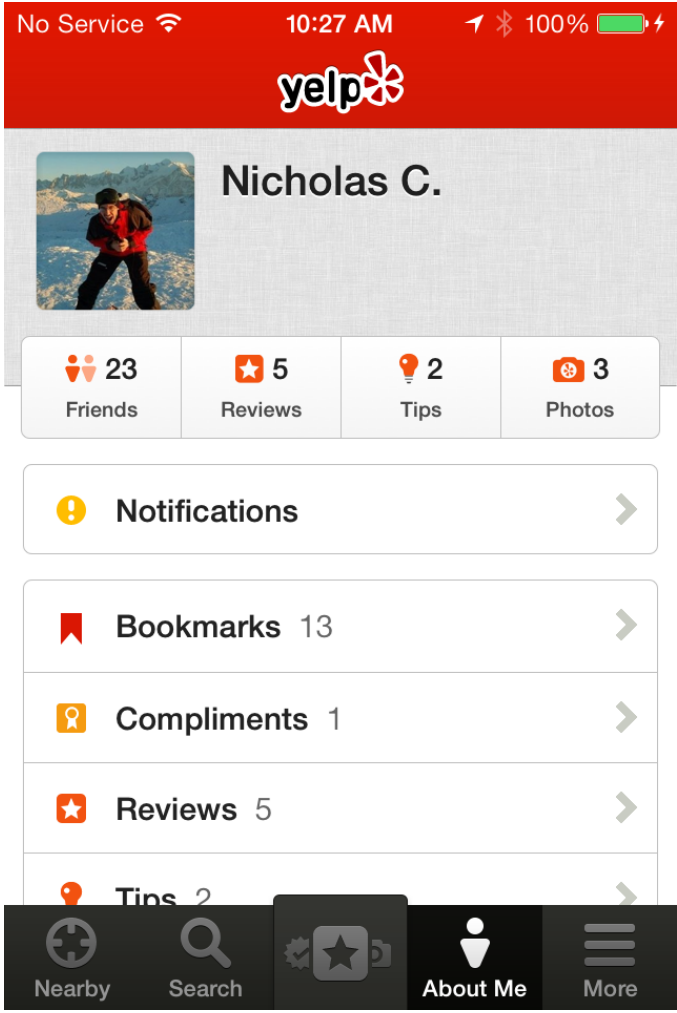 No Service 10:27 AM 100%
yelp
Nicholas C.
23 5 2 3
Friends Reviews Tips Photos
Notifications
Bookmarks 13
Compliments 1
Reviews 5
Tips 2
Nearby Search About Me More